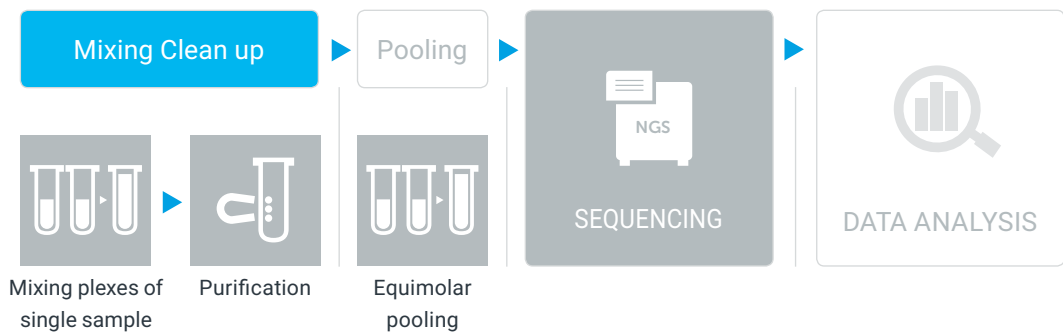 Mixing Clean up
Pooling
NGS
SEQUENCING
DATA ANALYSIS
Mixing plexes of
single sample
Purification
Equimolar
pooling